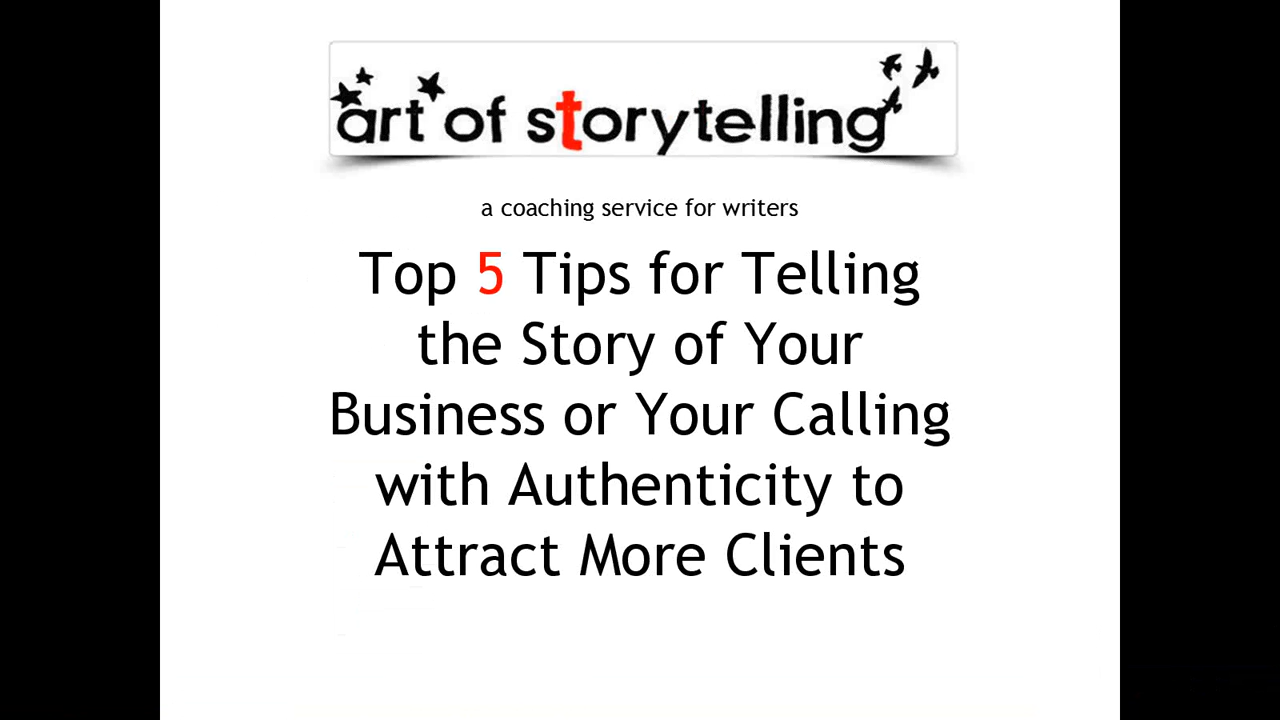 art of storytelling
a coaching service for writers
Top 5 Tips for Telling
the Story of Your
Business or Your Calling
with Authenticity to
Attract More Clients